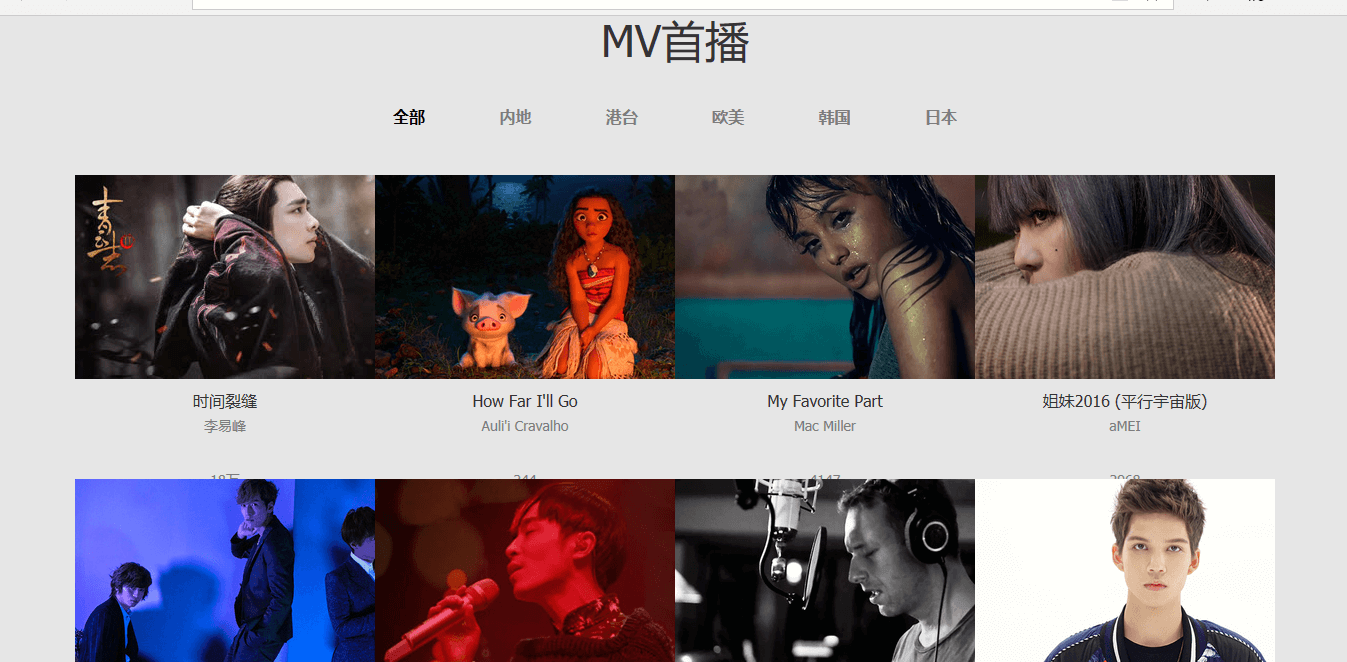 MV首播
全部 内地 港台 欧美 韩国 日本
时间裂缝 How Far I'll Go My Favorite Part 姐妹2016 (平行宇宙版)
李易峰 Auli'i Cravalho Mac Miller aMEI